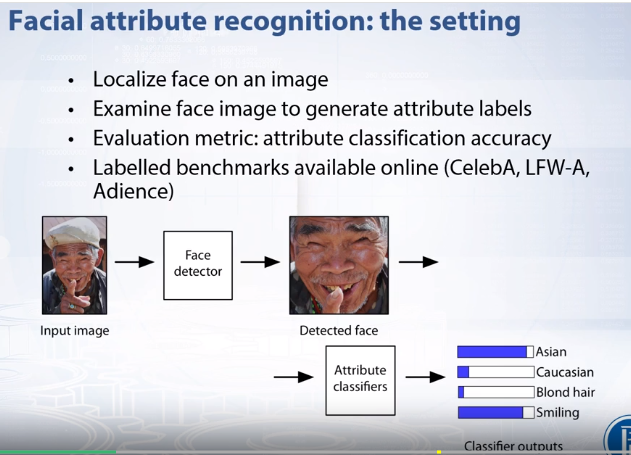 Facial attribute recognition: the setting
• Localize face on an image
• Examine face image to generate attribute labels
• Evaluation metric: attribute classification accuracy
• Labelled benchmarks available online (CelebA, LFW-A,
Adience)
Face
detector
Input image
Detected face
Attribute
classifiers
Asian
Caucasian
Blond hair
Smiling
Classifier outputs